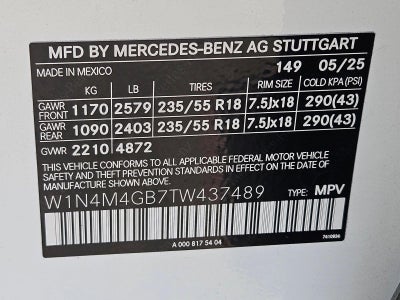 MFD BY MERCEDES-BENZ AG STUTTGART
MADE IN MEXICO 149 05/25
KG LB TIRES RIM SIZE COLD KPA (PSI)
GAWR FRONT 1170 2579 235/55 R18 7.5Jx18 290(43)
GAWR REAR 1090 2403 235/55 R18 7.5Jx18 290(43)
GVWR 2210 4872
THIS VEHICLE CONFORMS TO ALL APPLICABLE FEDERAL MOTOR VEHICLE
SAFETY AND THEFT PREVENTION STANDARDS IN EFFECT ON THE DATE OF
MANUFACTURE SHOWN ABOVE.
W1N4M4GB7TW437489 TYPE: MPV
A 000 817 54 04